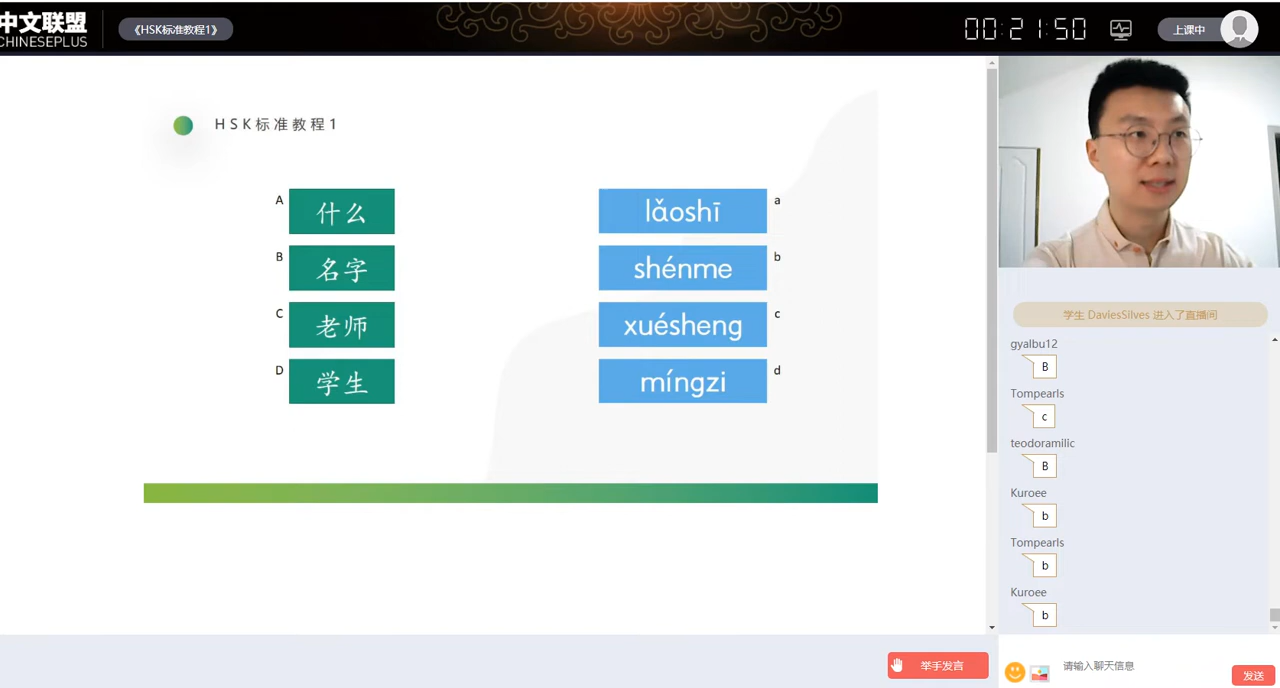 中文联盟
CHINESEPLUS
《HSK标准教程1》
00:21:50
上课中
HSK标准教程1
A 什么
lǎoshī a
B 名字
shénme b
C 老师
xuésheng c
D 学生
míngzi d
学生 DaviesSilves 进入了直播间
gyalbu12
B
Tompearls
c
teodoramilic
B
Kuroee
b
Tompearls
b
Kuroee
b
举手发言
请输入聊天信息
发送